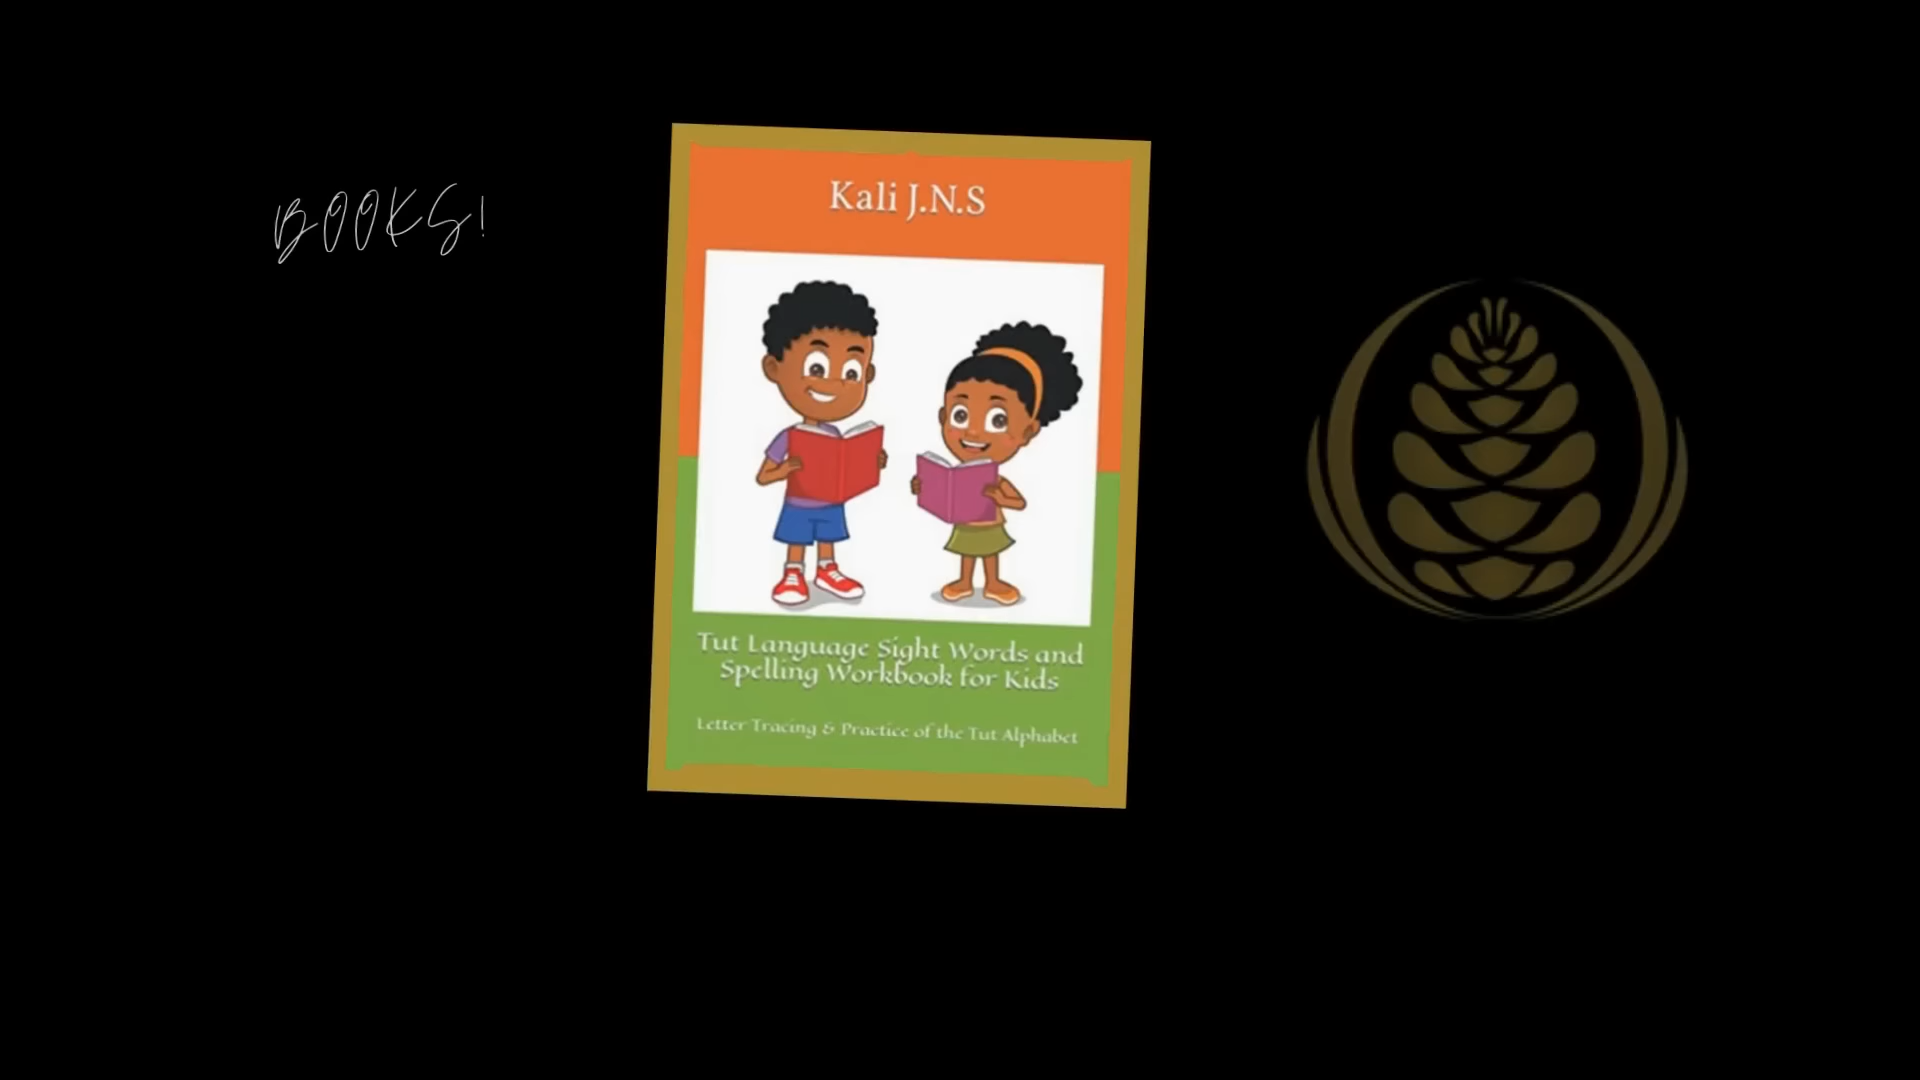 BOOKS!
Kali J.N.S
Tut Language Sight Words and
Spelling Workbook for Kids
Letter Tracing & Practice of the Tut Alphabet